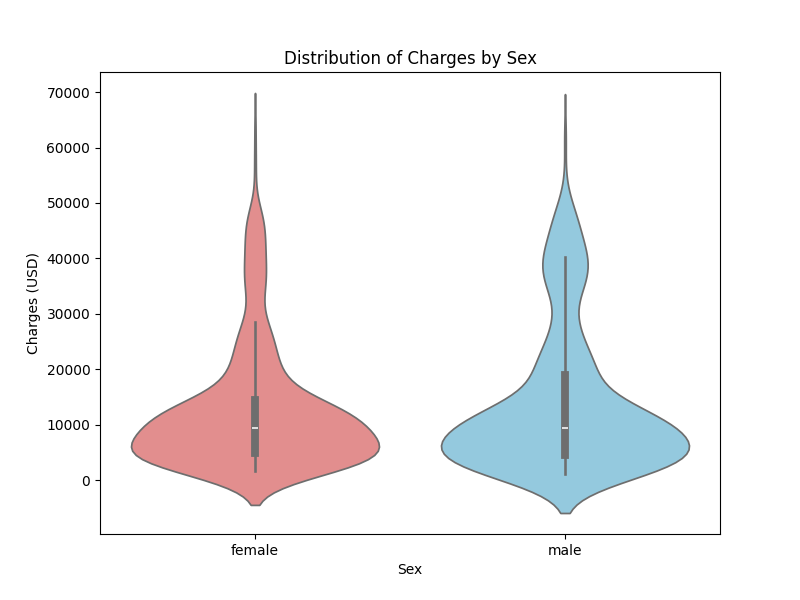 Distribution of Charges by Sex
Charges (USD)
70000
60000
50000
40000
30000
20000
10000
0
female
male
Sex